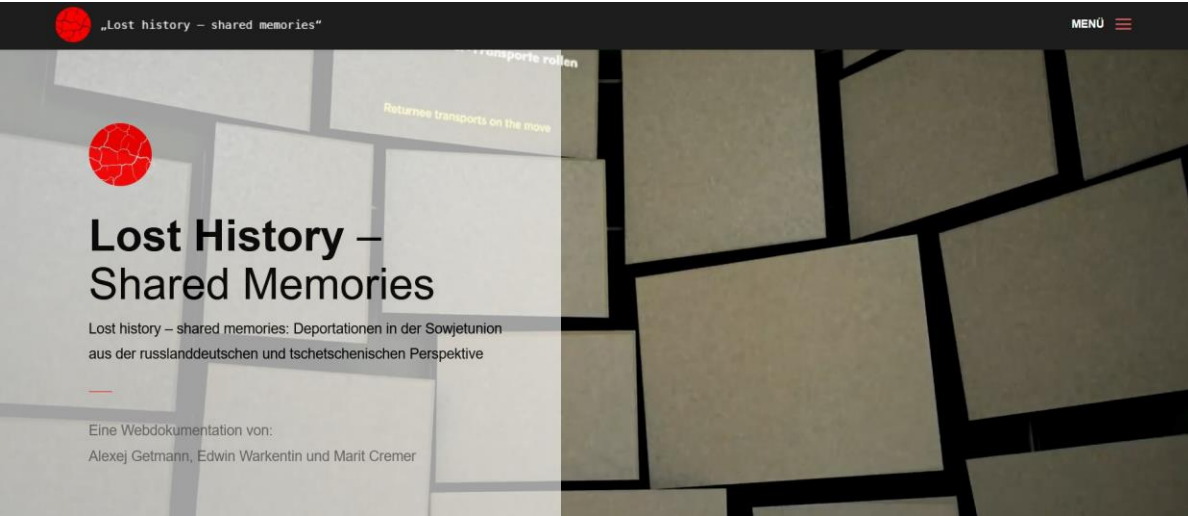 „Lost history – shared memories“
MENÜ
ransporte rollen
Returnee transports on the move
Lost History –
Shared Memories
Lost history – shared memories: Deportationen in der Sowjetunion
aus der russlanddeutschen und tschetschenischen Perspektive
Eine Webdokumentation von:
Alexej Getmann, Edwin Warkentin und Marit Cremer